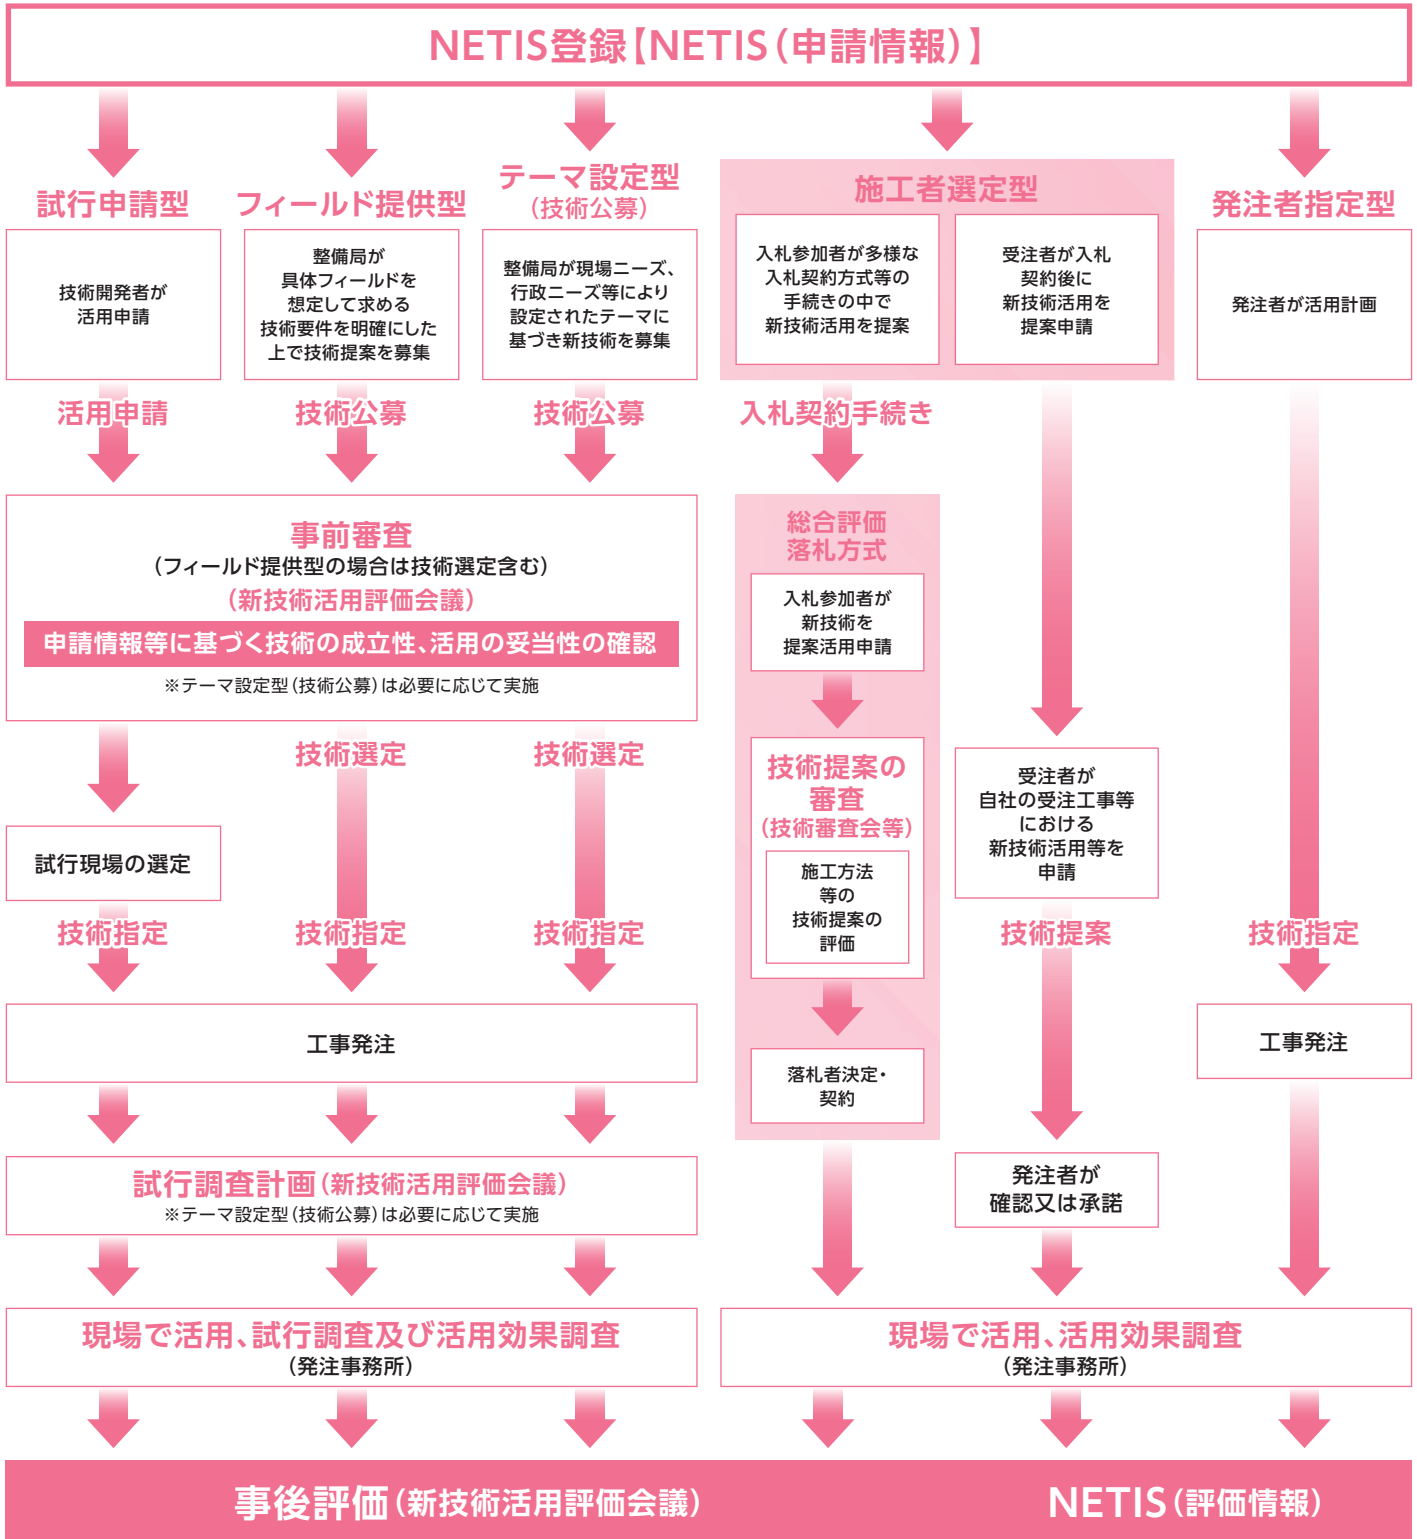 NETIS登録【NETIS（申請情報）】
試行申請型
技術開発者が
活用申請
活用申請
フィールド提供型
整備局が
具体フィールドを
想定して求める
技術要件を明確にした
上で技術提案を募集
技術公募
テーマ設定型
（技術公募）
整備局が現場ニーズ、
行政ニーズ等により
設定されたテーマに
基づき新技術を募集
技術公募
施工者選定型
入札参加者が多様な
入札契約方式等の
手続きの中で
新技術活用を提案
受注者が入札
契約後に
新技術活用を
提案申請
入札契約手続き
発注者指定型
発注者が活用計画
事前審査
（フィールド提供型の場合は技術選定含む）
（新技術活用評価会議）
申請情報等に基づく技術の成立性、活用の妥当性の確認
※テーマ設定型（技術公募）は必要に応じて実施
技術選定
技術選定
試行現場の選定
技術指定
技術指定
技術指定
工事発注
試行調査計画（新技術活用評価会議）
※テーマ設定型（技術公募）は必要に応じて実施
現場で活用、試行調査及び活用効果調査
（発注事務所）
総合評価
落札方式
入札参加者が
新技術を
提案活用申請
技術提案の
審査
（技術審査会等）
施工方法
等の
技術提案の
評価
落札者決定・
契約
受注者が
自社の受注工事等
における
新技術活用等を
申請
技術提案
発注者が
確認又は承諾
技術指定
工事発注
現場で活用、活用効果調査
（発注事務所）
事後評価（新技術活用評価会議）
NETIS（評価情報）